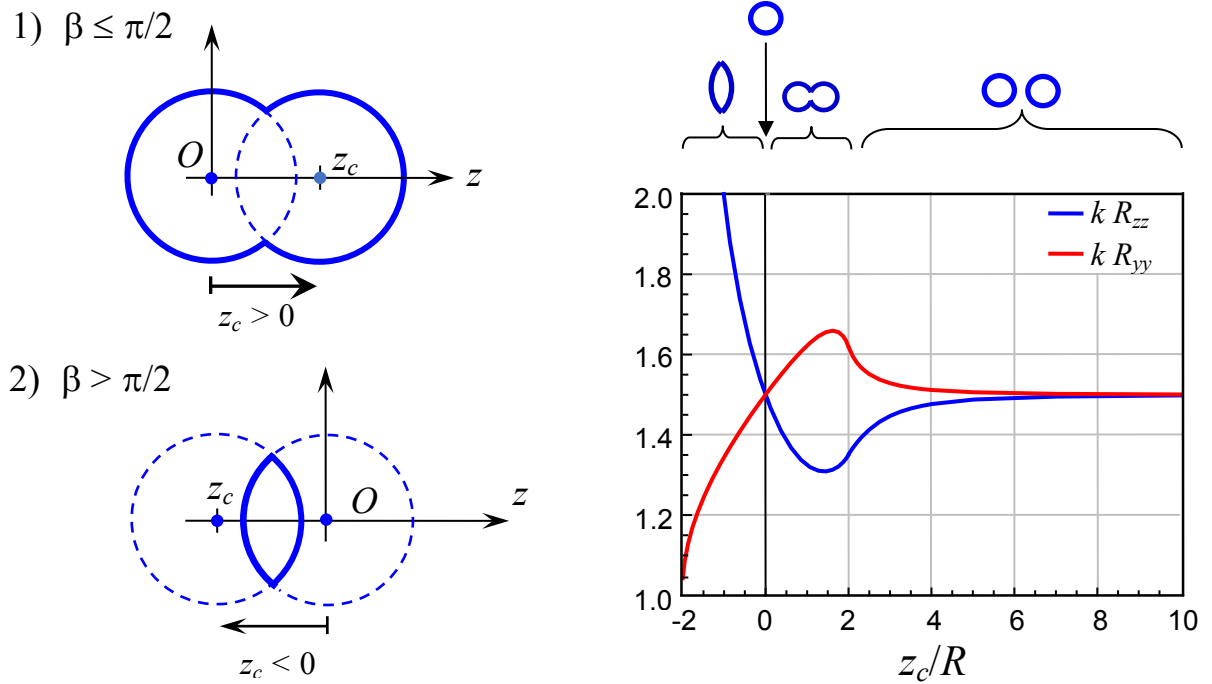 1) β ≤ π/2
O
z_c
z
z_c > 0
2) β > π/2
z_c
O
z
z_c < 0
2.0
1.8
1.6
1.4
1.2
1.0
k R_zz
k R_yy
-2 0 2 4 6 8 10
z_c/R